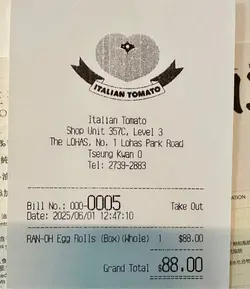 ITALIAN TOMATO
Italian Tomato
Shop Unit 357C, Level 3
The LOHAS, No. 1 Lohas Park Road
Tseung Kwan O
Tel: 2739-2883
Bill No.: 000-0005 Take Out
Date: 2025/06/01 12:47:10
RAN-OH Egg Rolls (Box)(Whole) 1 $88.00
Grand Total $88.00